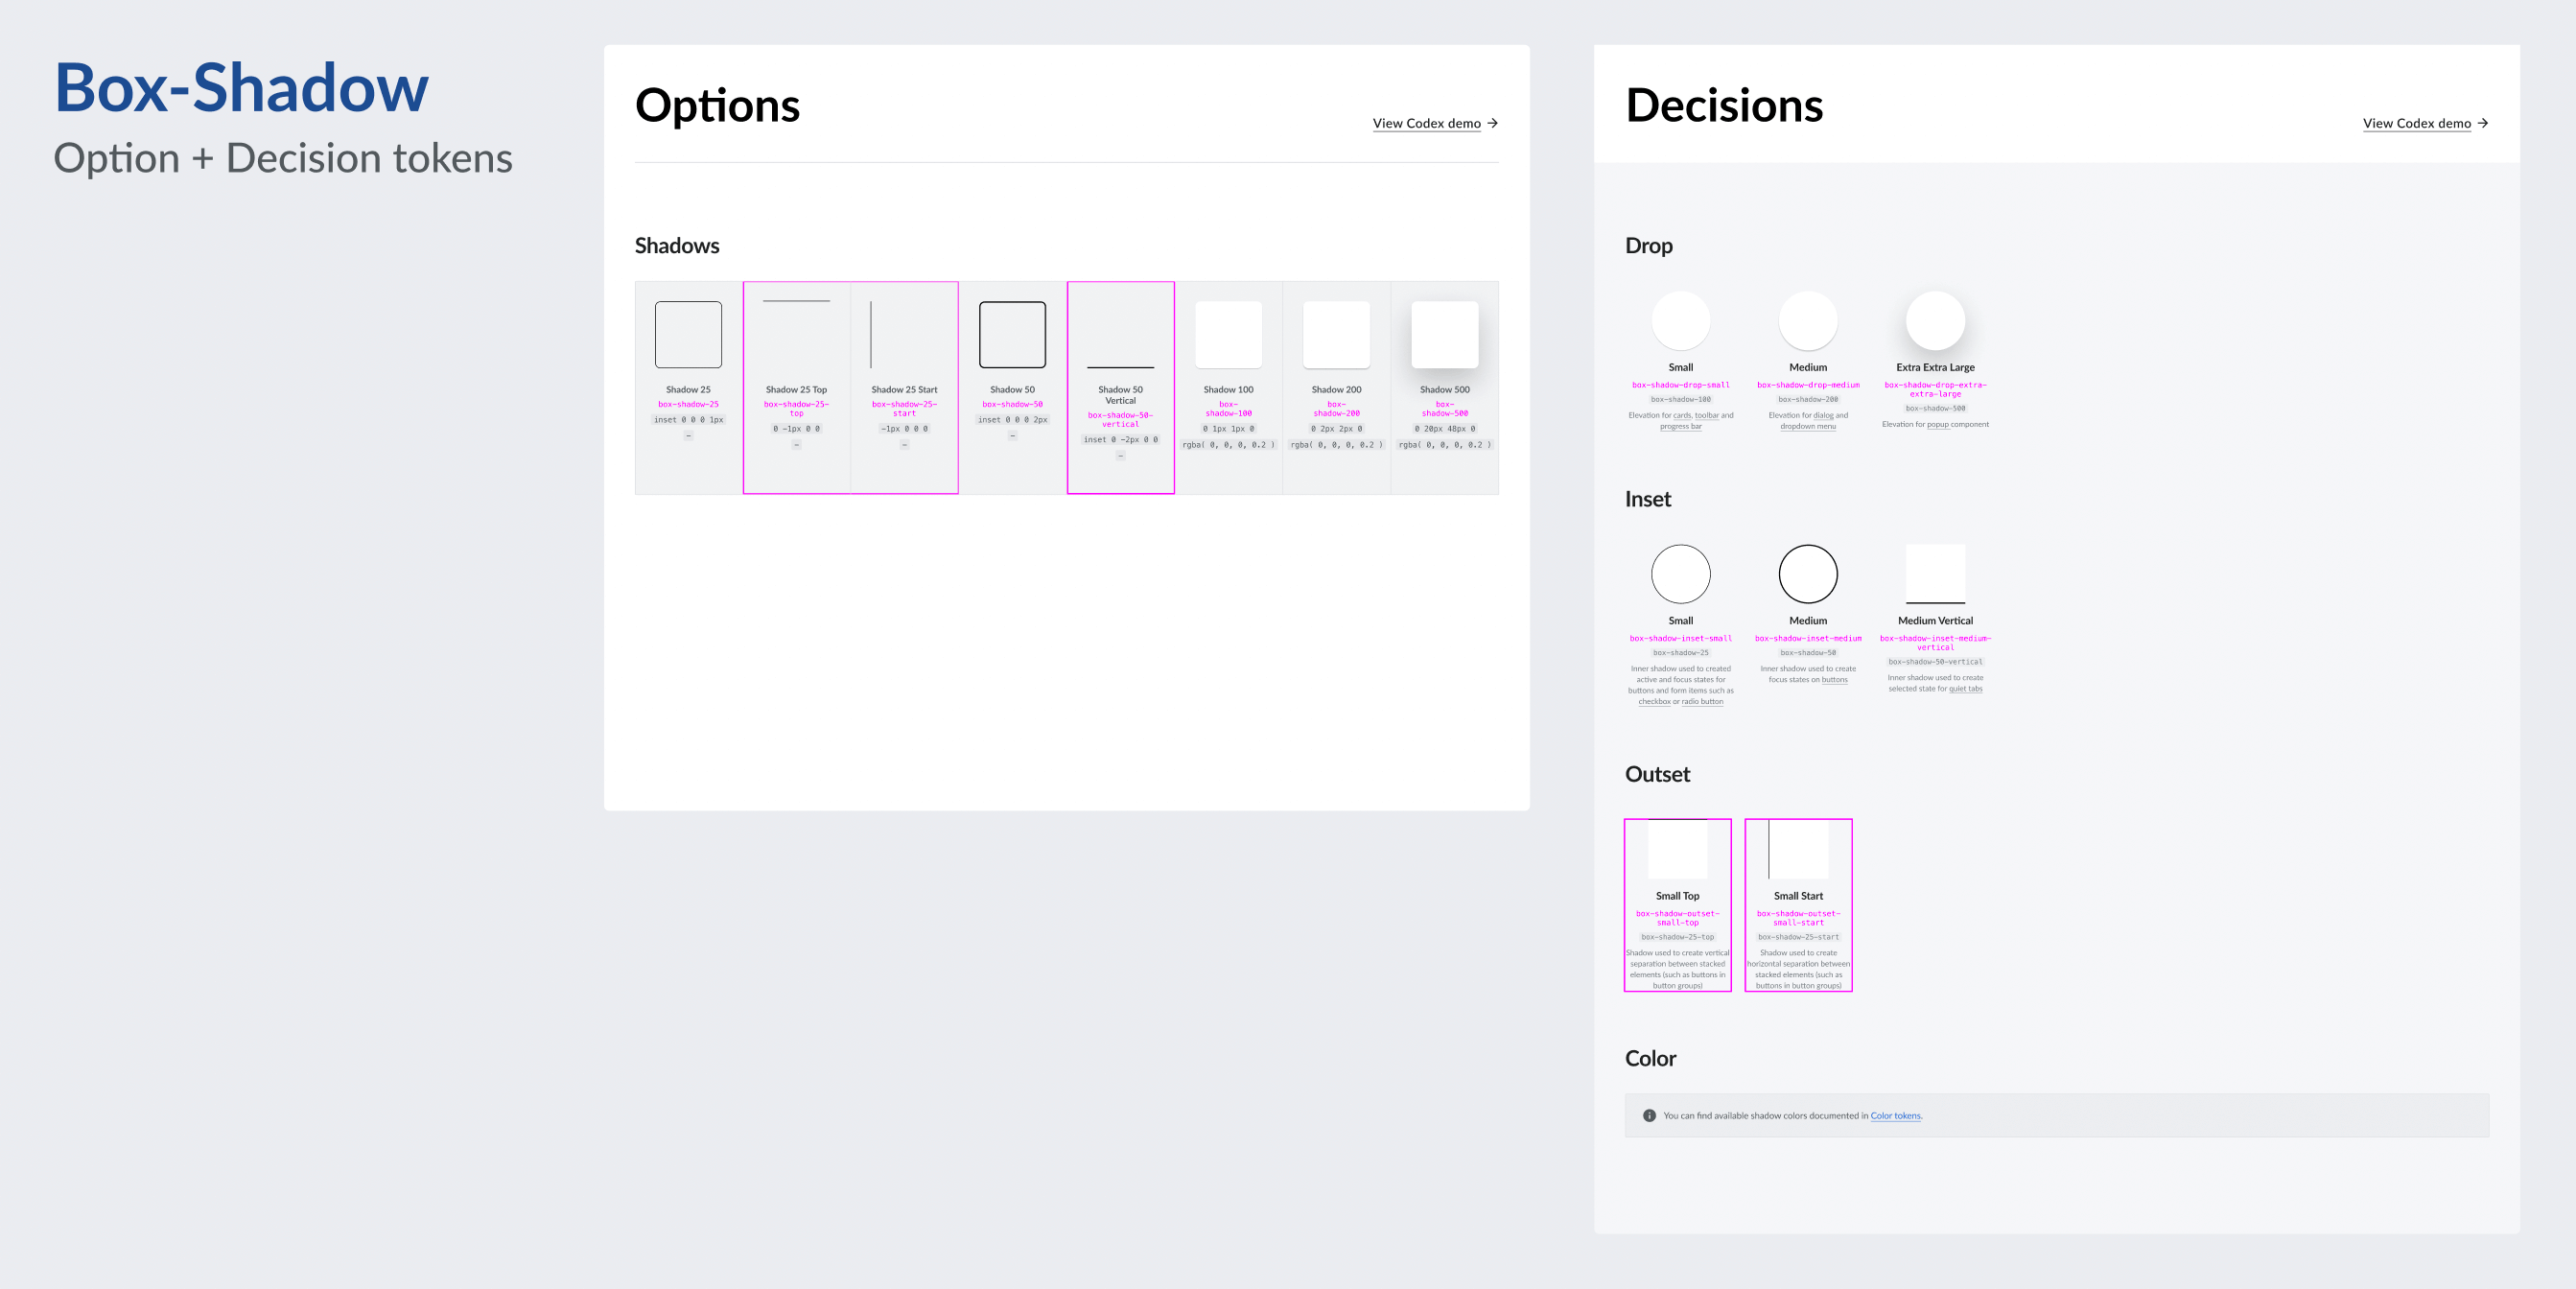 Box-Shadow
Option + Decision tokens
Options
View Codex demo →
Shadows
Shadow 25
box-shadow-25
inset 0 0 0 1px
–
Shadow 25 Top
box-shadow-25-
top
0 -1px 0 0
–
Shadow 25 Start
box-shadow-25-
start
-1px 0 0 0
–
Shadow 50
box-shadow-50
inset 0 0 0 2px
–
Shadow 50
Vertical
box-shadow-50-
vertical
inset 0 -2px 0 0
–
Shadow 100
box-
shadow-100
0 1px 1px 0
rgba( 0, 0, 0, 0.2 )
Shadow 200
box-
shadow-200
0 2px 2px 0
rgba( 0, 0, 0, 0.2 )
Shadow 500
box-
shadow-500
0 20px 48px 0
rgba( 0, 0, 0, 0.2 )
Decisions
View Codex demo →
Drop
Small
box-shadow-drop-small
box-shadow-100
Elevation for cards, toolbar and
progress bar
Medium
box-shadow-drop-medium
box-shadow-200
Elevation for dialog and
dropdown menu
Extra Extra Large
box-shadow-drop-extra-
extra-large
box-shadow-500
Elevation for popup component
Inset
Small
box-shadow-inset-small
box-shadow-25
Inner shadow used to created
active and focus states for
buttons and form items such as
checkbox or radio button
Medium
box-shadow-inset-medium
box-shadow-50
Inner shadow used to create
focus states on buttons
Medium Vertical
box-shadow-inset-medium-
vertical
box-shadow-50-vertical
Inner shadow used to create
selected state for quiet tabs
Outset
Small Top
box-shadow-outset-
small-top
box-shadow-25-top
Shadow used to create vertical
separation between stacked
elements (such as buttons in
button groups)
Small Start
box-shadow-outset-
small-start
box-shadow-25-start
Shadow used to create
horizontal separation between
stacked elements (such as
buttons in button groups)
Color
You can find available shadow colors documented in Color tokens.